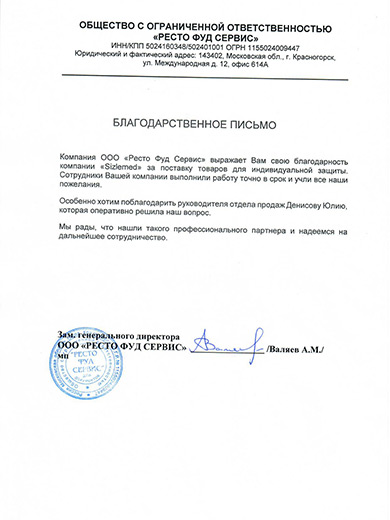 ОБЩЕСТВО С ОГРАНИЧЕННОЙ ОТВЕТСТВЕННОСТЬЮ
«РЕСТО ФУД СЕРВИС»
ИНН/КПП 5024160348/502401001 ОГРН 1155024009447
Юридический и фактический адрес: 143402, Московская обл., г. Красногорск,
ул. Международная д. 12, офис 614А
БЛАГОДАРСТВЕННОЕ ПИСЬМО
Компания ООО «Ресто Фуд Сервис» выражает Вам свою благодарность
компании «Sizlemed» за поставку товаров для индивидуальной защиты.
Сотрудники Вашей компании выполнили работу точно в срок и учли все наши
пожелания.
Особенно хотим поблагодарить руководителя отдела продаж Денисову Юлию,
которая оперативно решила наш вопрос.
Мы рады, что нашли такого профессионального партнера и надеемся на
дальнейшее сотрудничество.
Зам. генерального директора
ООО «РЕСТО ФУД СЕРВИС» /Валяев А.М./
мп
"РЕСТО
ФУД
СЕРВИС"